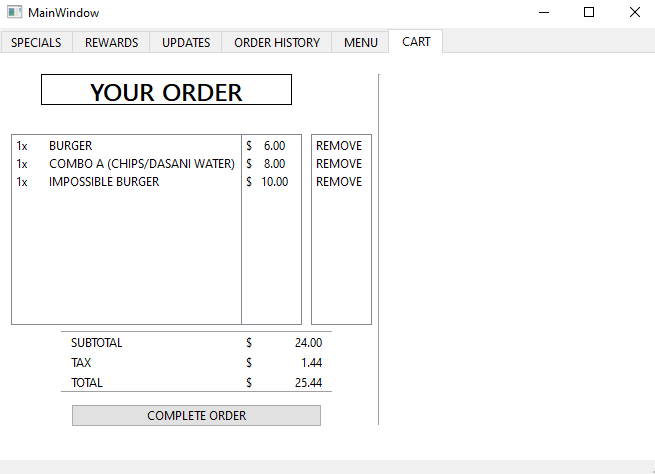 MainWindow
SPECIALS REWARDS UPDATES ORDER HISTORY MENU CART
YOUR ORDER
1x BURGER $ 6.00 REMOVE
1x COMBO A (CHIPS/DASANI WATER) $ 8.00 REMOVE
1x IMPOSSIBLE BURGER $ 10.00 REMOVE
SUBTOTAL $ 24.00
TAX $ 1.44
TOTAL $ 25.44
COMPLETE ORDER